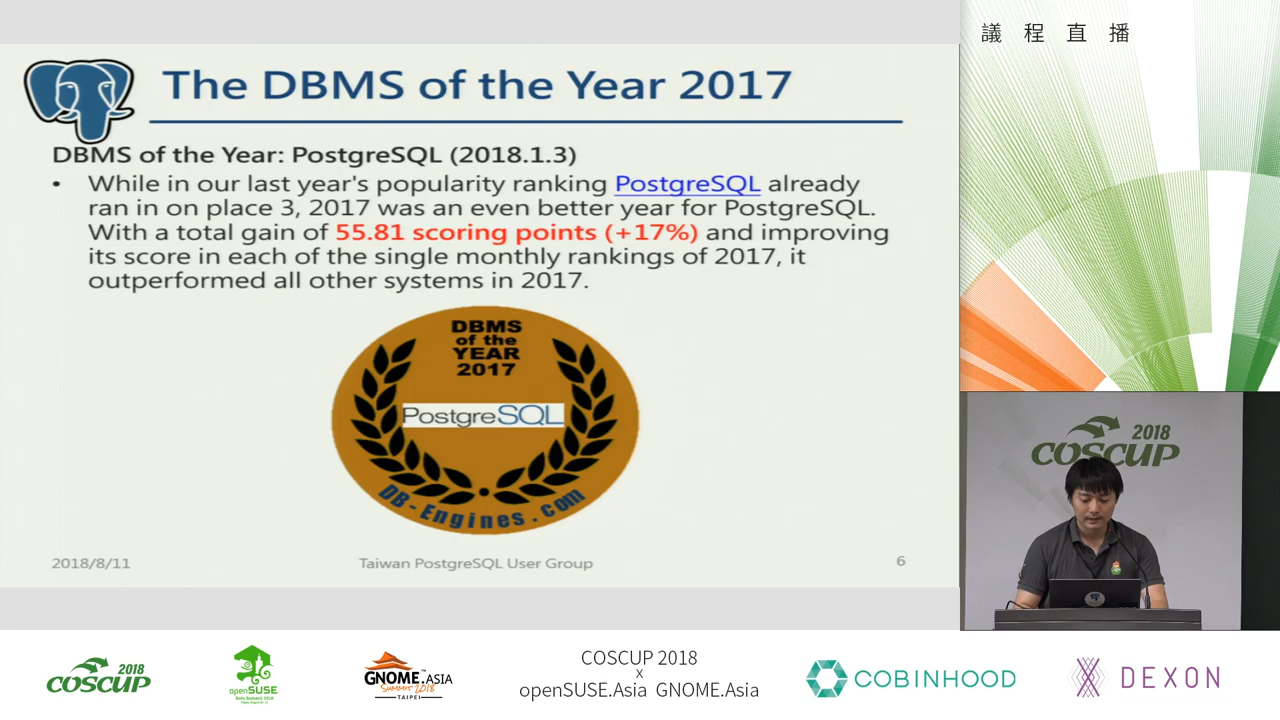 The DBMS of the Year 2017
DBMS of the Year: PostgreSQL (2018.1.3)
• While in our last year's popularity ranking PostgreSQL already
ran in on place 3, 2017 was an even better year for PostgreSQL.
With a total gain of 55.81 scoring points (+17%) and improving
its score in each of the single monthly rankings of 2017, it
outperformed all other systems in 2017.
DBMS
of the
YEAR
2017
PostgreSQL
DB-Engines.com
2018/8/11
Taiwan PostgreSQL User Group
6
議程直播
2018
COSCUP
2018
COSCUP
openSUSE
GNOME.ASIA
SUMMIT 2018
TAIPEI
COSCUP 2018
x
openSUSE.Asia GNOME.Asia
COBINHOOD
DEXON